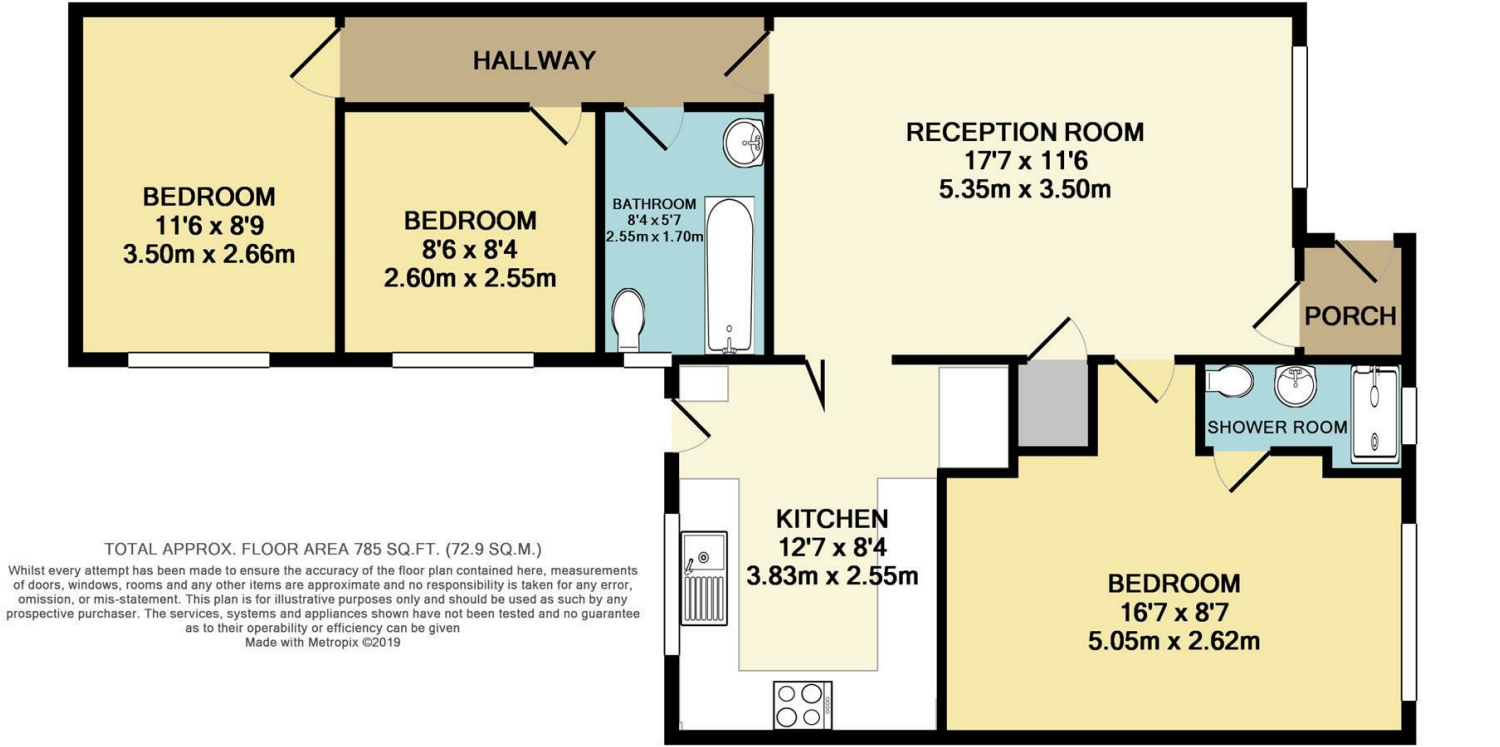 HALLWAY
RECEPTION ROOM
17'7 x 11'6
5.35m x 3.50m
BEDROOM
11'6 x 8'9
3.50m x 2.66m
BEDROOM
8'6 x 8'4
2.60m x 2.55m
BATHROOM
8'4 x 5'7
2.55m x 1.70m
PORCH
SHOWER ROOM
KITCHEN
12'7 x 8'4
3.83m x 2.55m
BEDROOM
16'7 x 8'7
5.05m x 2.62m
TOTAL APPROX. FLOOR AREA 785 SQ.FT. (72.9 SQ.M.)
Whilst every attempt has been made to ensure the accuracy of the floor plan contained here, measurements
of doors, windows, rooms and any other items are approximate and no responsibility is taken for any error,
omission, or mis-statement. This plan is for illustrative purposes only and should be used as such by any
prospective purchaser. The services, systems and appliances shown have not been tested and no guarantee
as to their operability or efficiency can be given
Made with Metropix ©2019